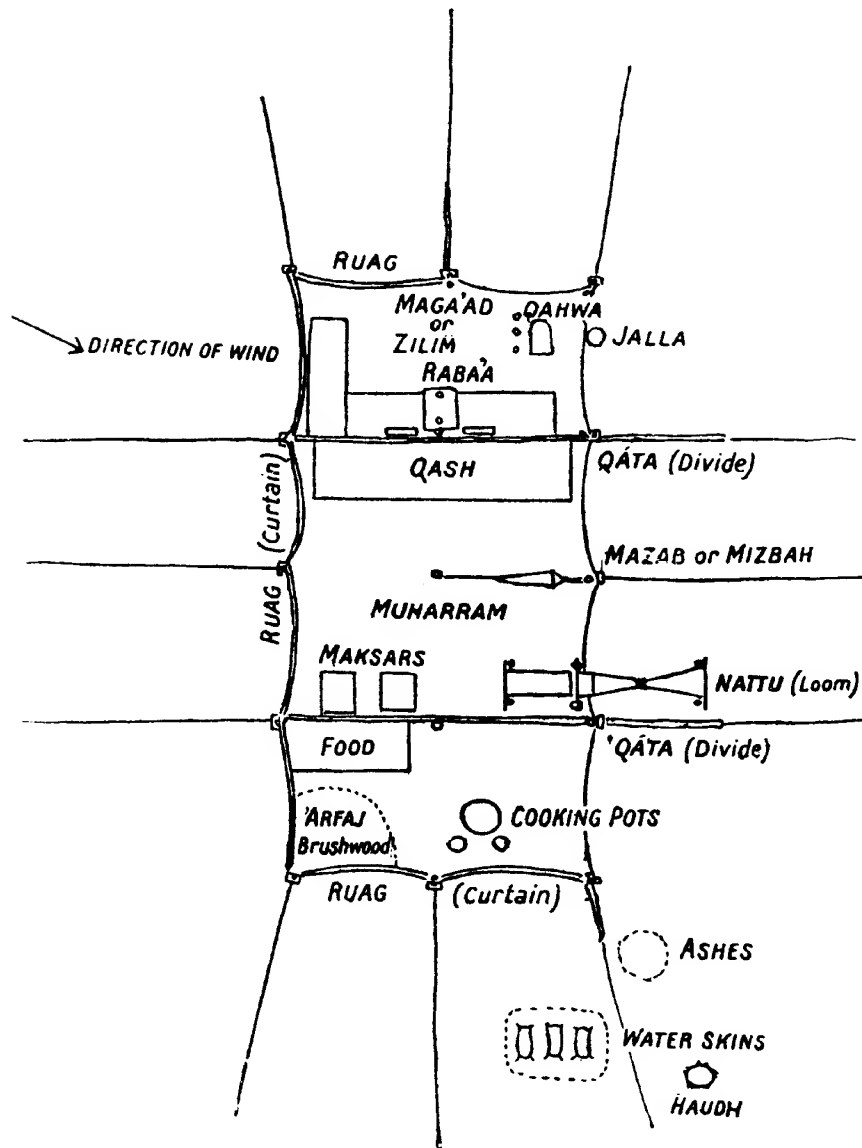 RUAG
MAGA'AD
or
ZILIM
QAHWA
JALLA
DIRECTION OF WIND
RABA'A
QASH
QÁTA (Divide)
RUAG (Curtain)
MAZAB or MIZBAH
MUHARRAM
MAKSARS
NATTU (Loom)
FOOD
'QÁTA (Divide)
'ARFAJ
Brushwood
COOKING POTS
RUAG (Curtain)
ASHES
WATER SKINS
HAUDH